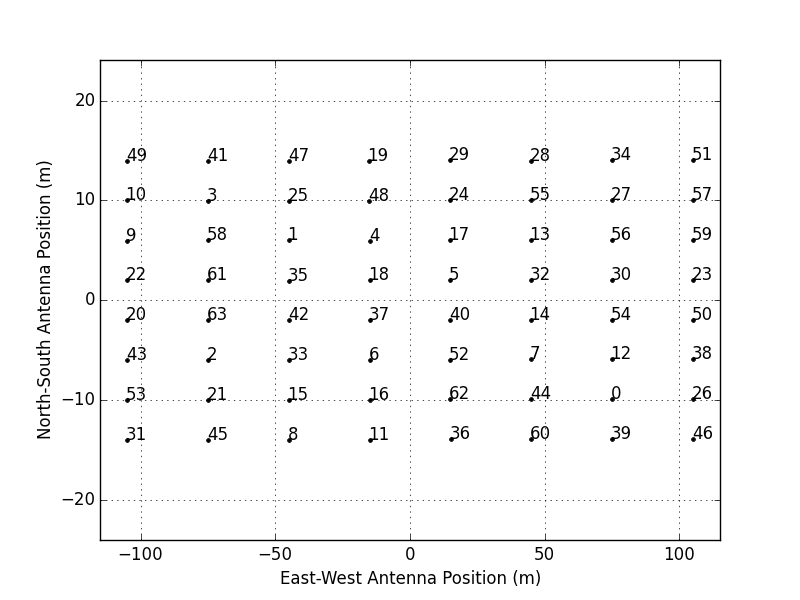 20
49 41 47 19 29 28 34 51
10 10 3 25 48 24 55 27 57
9 58 1 4 17 13 56 59
22 61 35 18 5 32 30 23
0
20 63 42 37 40 14 54 50
43 2 33 6 52 7 12 38
−10 53 21 15 16 62 44 0 26
31 45 8 11 36 60 39 46
−20
−100 −50 0 50 100
East-West Antenna Position (m)
North-South Antenna Position (m)